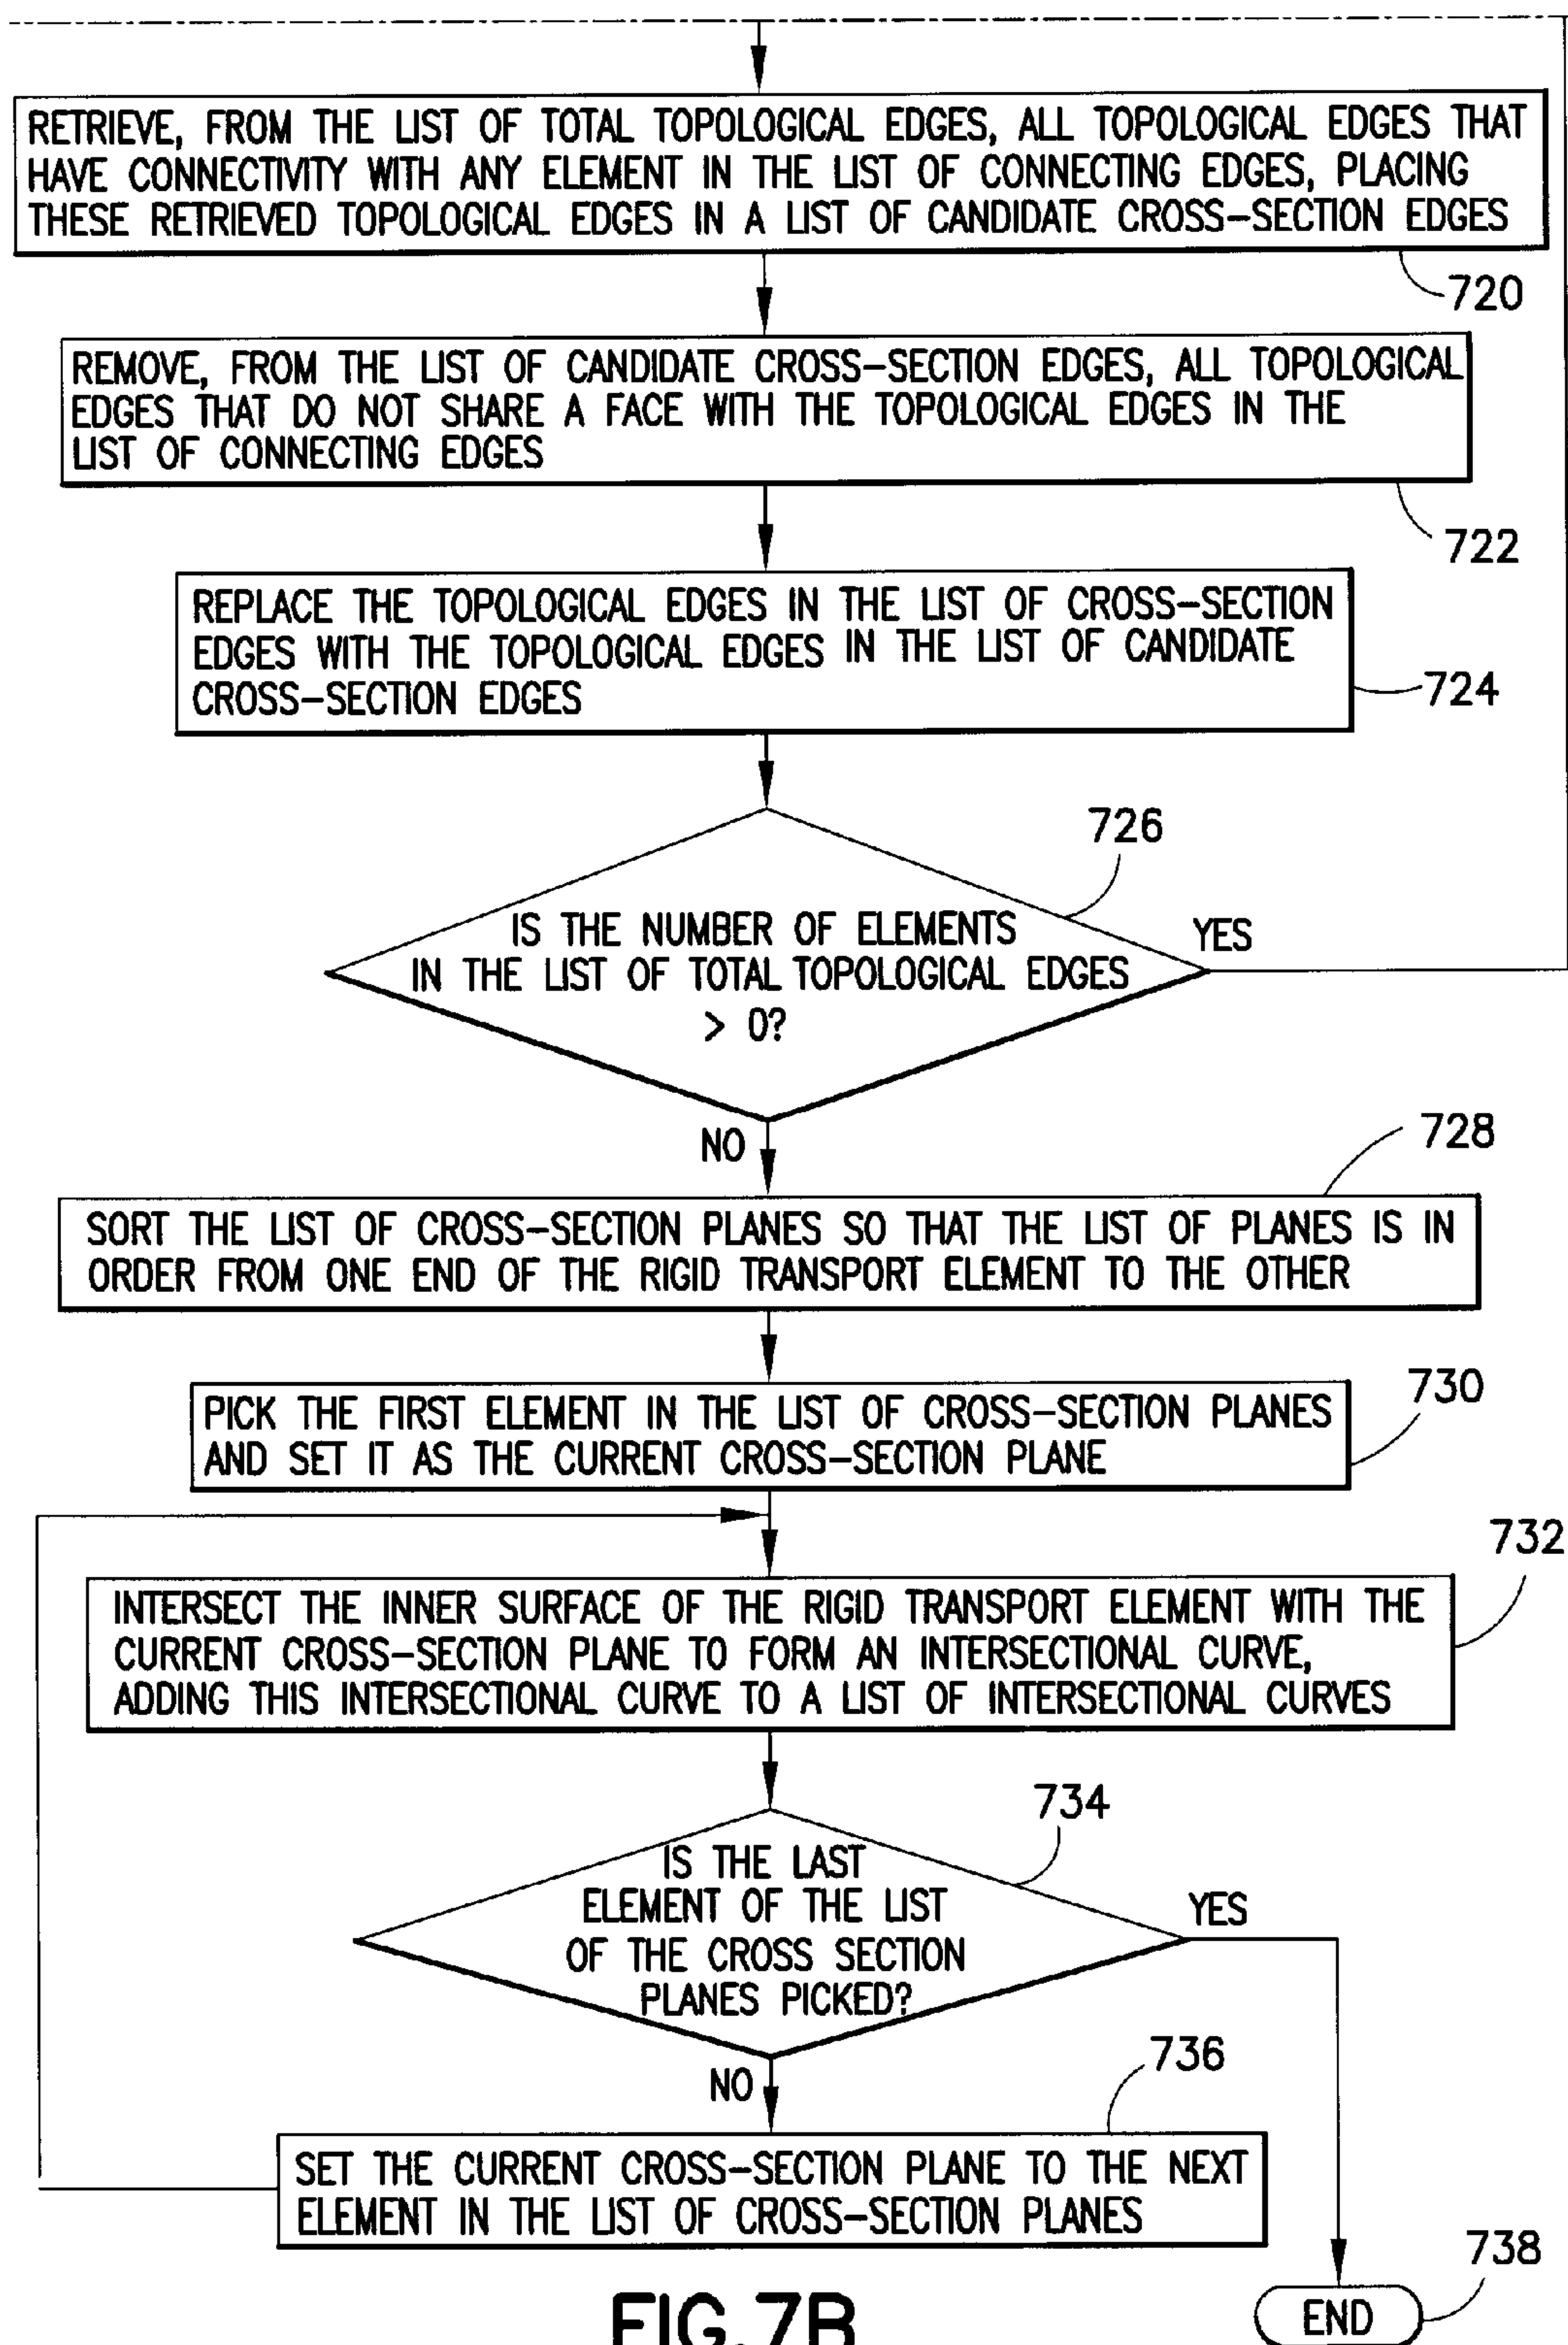 RETRIEVE, FROM THE LIST OF TOTAL TOPOLOGICAL EDGES, ALL TOPOLOGICAL EDGES THAT
HAVE CONNECTIVITY WITH ANY ELEMENT IN THE LIST OF CONNECTING EDGES, PLACING
THESE RETRIEVED TOPOLOGICAL EDGES IN A LIST OF CANDIDATE CROSS-SECTION EDGES
720
REMOVE, FROM THE LIST OF CANDIDATE CROSS-SECTION EDGES, ALL TOPOLOGICAL
EDGES THAT DO NOT SHARE A FACE WITH THE TOPOLOGICAL EDGES IN THE
LIST OF CONNECTING EDGES
722
REPLACE THE TOPOLOGICAL EDGES IN THE LIST OF CROSS-SECTION
EDGES WITH THE TOPOLOGICAL EDGES IN THE LIST OF CANDIDATE
CROSS-SECTION EDGES
724
726
IS THE NUMBER OF ELEMENTS
IN THE LIST OF TOTAL TOPOLOGICAL EDGES
> 0?
YES
NO
728
SORT THE LIST OF CROSS-SECTION PLANES SO THAT THE LIST OF PLANES IS IN
ORDER FROM ONE END OF THE RIGID TRANSPORT ELEMENT TO THE OTHER
730
PICK THE FIRST ELEMENT IN THE LIST OF CROSS-SECTION PLANES
AND SET IT AS THE CURRENT CROSS-SECTION PLANE
732
INTERSECT THE INNER SURFACE OF THE RIGID TRANSPORT ELEMENT WITH THE
CURRENT CROSS-SECTION PLANE TO FORM AN INTERSECTIONAL CURVE,
ADDING THIS INTERSECTIONAL CURVE TO A LIST OF INTERSECTIONAL CURVES
734
IS THE LAST
ELEMENT OF THE LIST
OF THE CROSS SECTION
PLANES PICKED?
YES
NO
736
SET THE CURRENT CROSS-SECTION PLANE TO THE NEXT
ELEMENT IN THE LIST OF CROSS-SECTION PLANES
738
END
FIG.7B